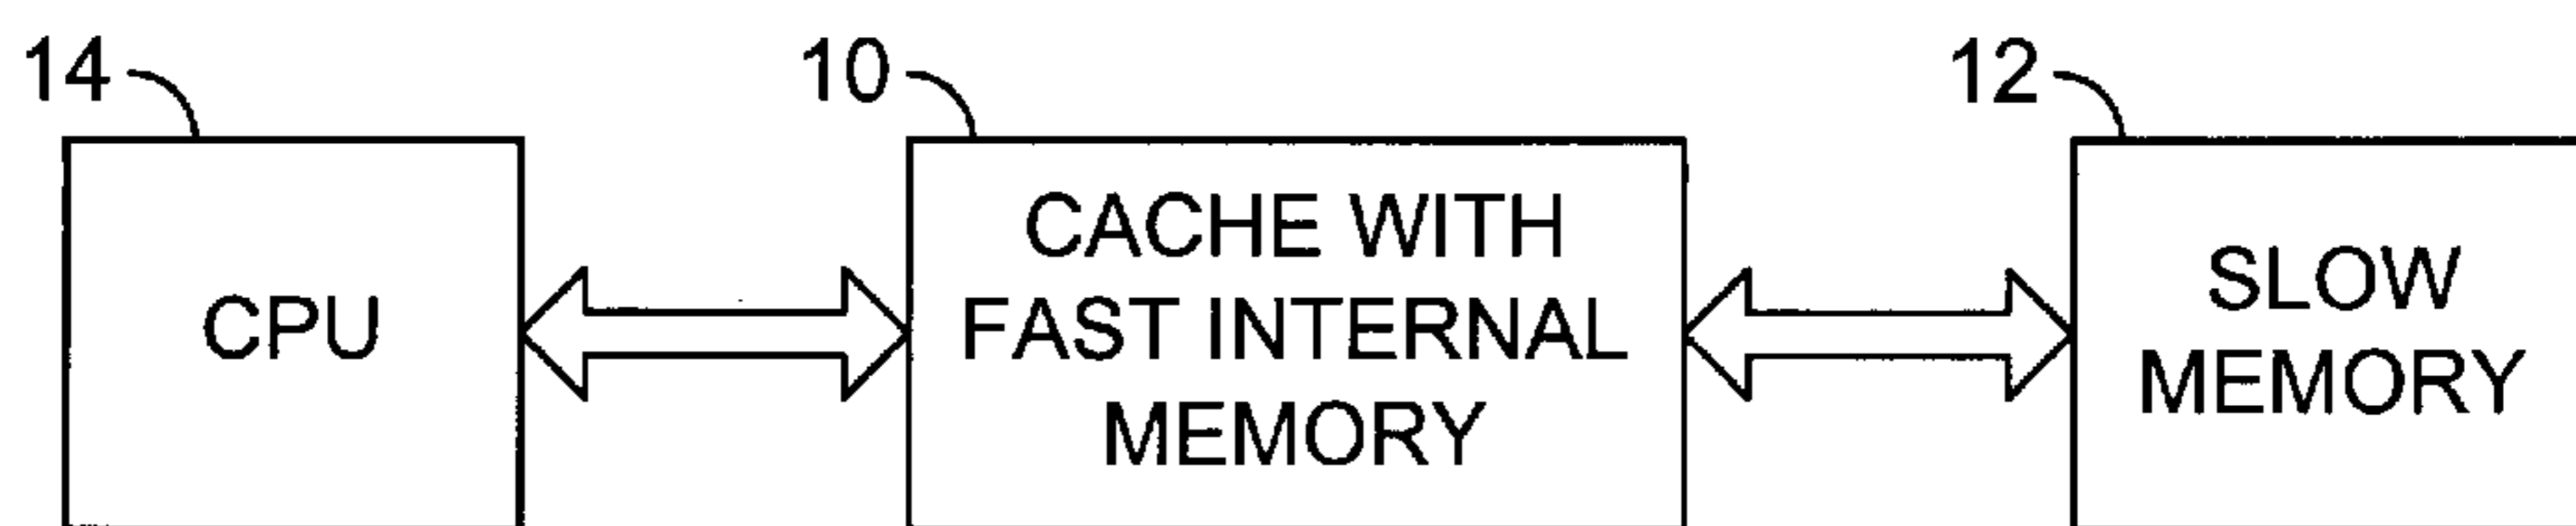 14
10
12
CPU
CACHE WITH
FAST INTERNAL
MEMORY
SLOW
MEMORY